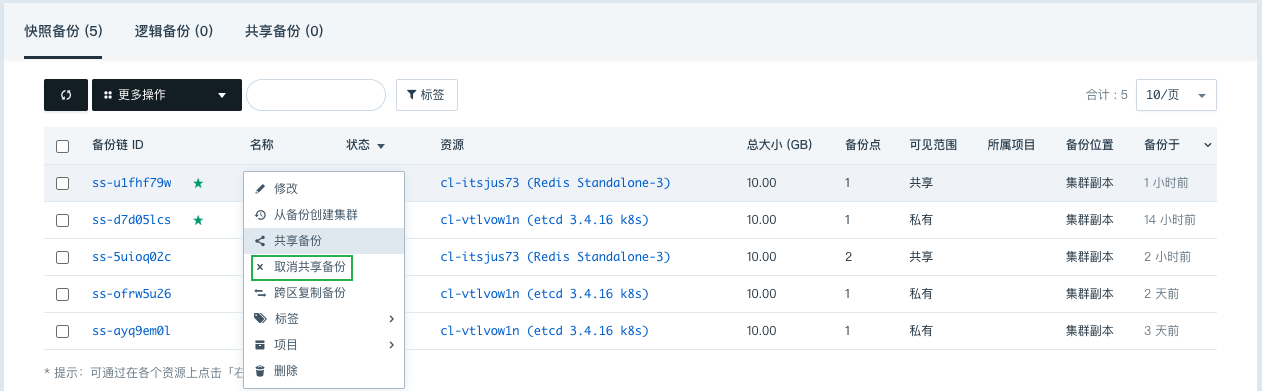 快照备份 (5) 逻辑备份 (0) 共享备份 (0)
更多操作 标签 合计 : 5 10/页
备份链 ID 名称 状态 资源 总大小 (GB) 备份点 可见范围 所属项目 备份位置 备份于
ss-u1fhf79w cl-itsjus73 (Redis Standalone-3) 10.00 1 共享 集群副本 1 小时前
修改
从备份创建集群
ss-d7d05lcs cl-vtlvow1n (etcd 3.4.16 k8s) 10.00 1 私有 集群副本 14 小时前
共享备份
ss-5uioq02c cl-itsjus73 (Redis Standalone-3) 10.00 2 共享 集群副本 2 小时前
取消共享备份
跨区复制备份
ss-ofrw5u26 cl-vtlvow1n (etcd 3.4.16 k8s) 10.00 1 私有 集群副本 2 天前
标签
ss-ayq9em0l cl-vtlvow1n (etcd 3.4.16 k8s) 10.00 1 私有 集群副本 3 天前
项目
删除
* 提示：可通过在各个资源上点击「右